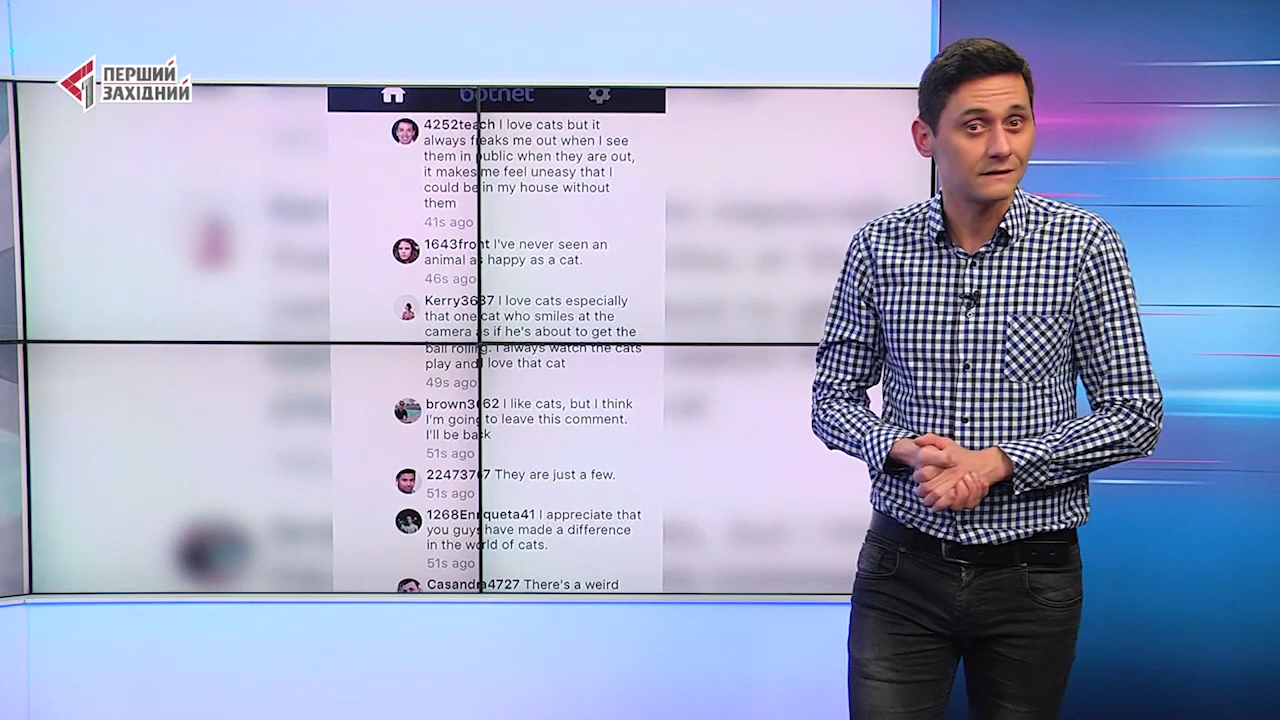 ПЕРШИЙ
ЗАХІДНИЙ
botnet
4252teach I love cats but it
always freaks me out when I see
them in public when they are out,
it makes me feel uneasy that I
could be in my house without
them
41s ago
1643front I've never seen an
animal as happy as a cat.
46s ago
Kerry3637 I love cats especially
that one cat who smiles at the
camera as if he's about to get the
ball rolling. I always watch the cats
play and I love that cat
49s ago
brown3662 I like cats, but I think
I'm going to leave this comment.
I'll be back
51s ago
They are just a few.
51s ago
1268Enriqueta41 I appreciate that
you guys have made a difference
in the world of cats.
51s ago
Casandra4727 There's a weird